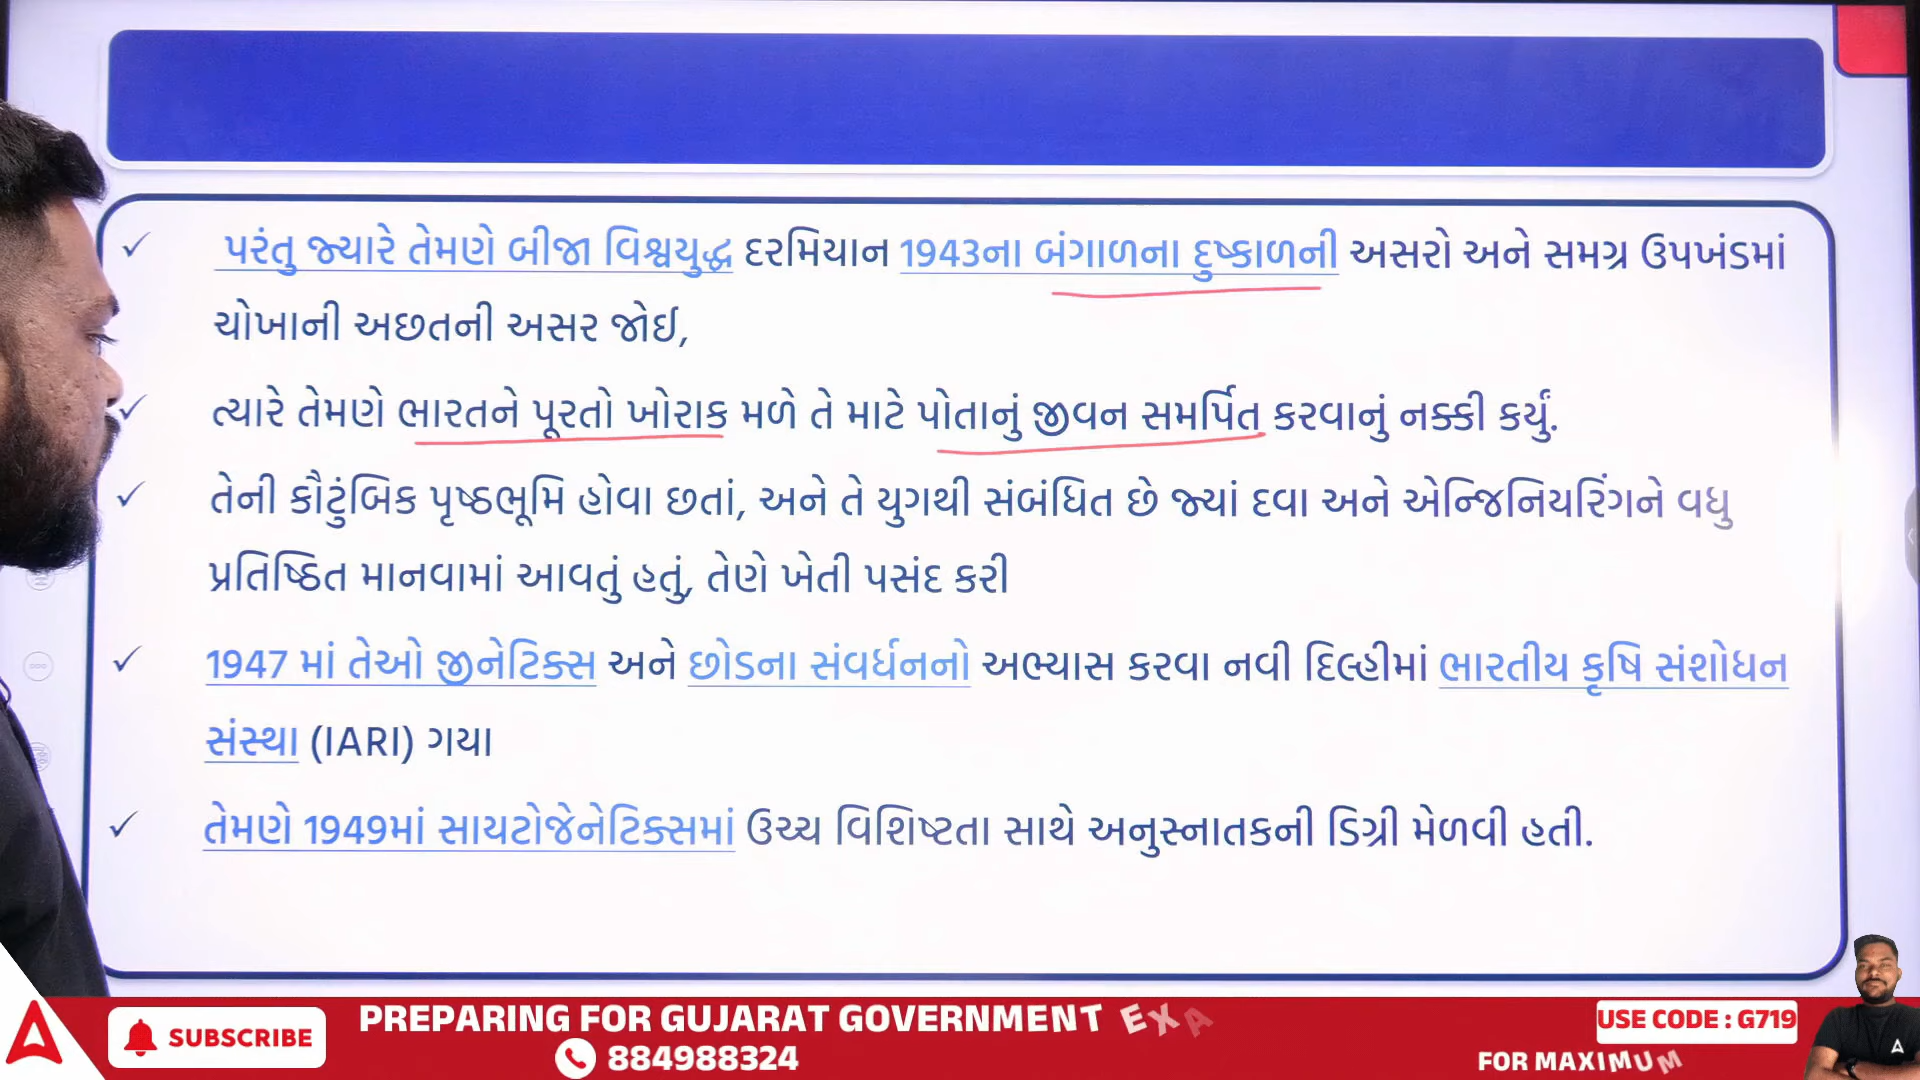 પરંતુ જ્યારે તેમણે બીજા વિશ્વયુદ્ધ દરમિયાન 1943ના બંગાળના દુષ્કાળની અસરો અને સમગ્ર ઉપખંડમાં
ચોખાની અછતની અસર જોઈ,
ત્યારે તેમણે ભારતને પૂરતો ખોરાક મળે તે માટે પોતાનું જીવન સમર્પિત કરવાનું નક્કી કર્યું.
તેની કૌટુંબિક પૃષ્ઠભૂમિ હોવા છતાં, અને તે યુગથી સંબંધિત છે જ્યાં દવા અને એન્જિનિયરિંગને વધુ
પ્રતિષ્ઠિત માનવામાં આવતું હતું, તેણે ખેતી પસંદ કરી
1947 માં તેઓ જીનેટિક્સ અને છોડના સંવર્ધનનો અભ્યાસ કરવા નવી દિલ્હીમાં ભારતીય કૃષિ સંશોધન
સંસ્થા (IARI) ગયા
તેમણે 1949માં સાયટોજેનેટિક્સમાં ઉચ્ચ વિશિષ્ટતા સાથે અનુસ્નાતકની ડિગ્રી મેળવી હતી.
SUBSCRIBE
PREPARING FOR GUJARAT GOVERNMENT EXA
884988324
USE CODE : G719
FOR MAXIMUM